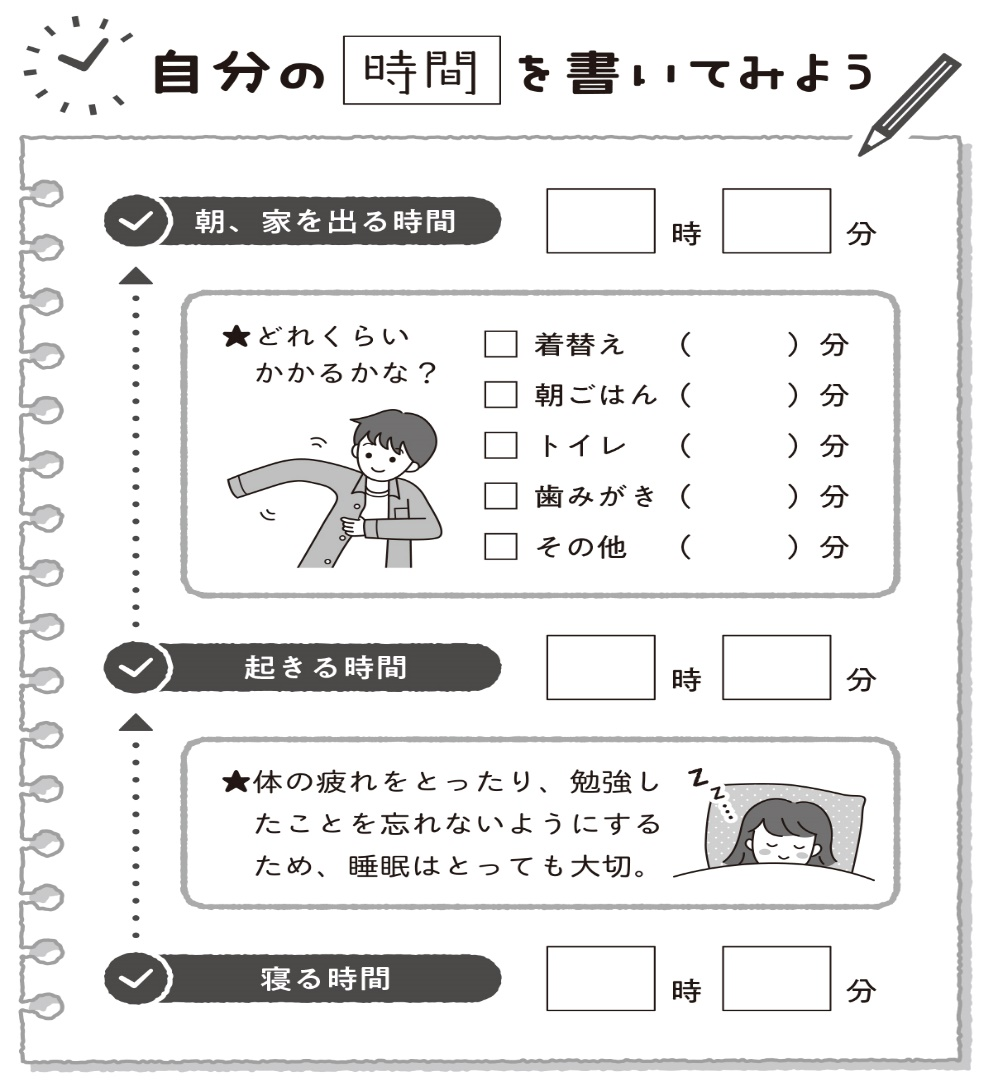 自分の 時間 を書いてみよう
朝、家を出る時間 時 分
★どれくらい
かかるかな?
着替え ( ) 分
朝ごはん ( ) 分
トイレ ( ) 分
歯みがき ( ) 分
その他 ( ) 分
起きる時間 時 分
★体の疲れをとったり、勉強し
たことを忘れないようにする
ため、睡眠はとっても大切。
ZZ…
寝る時間 時 分